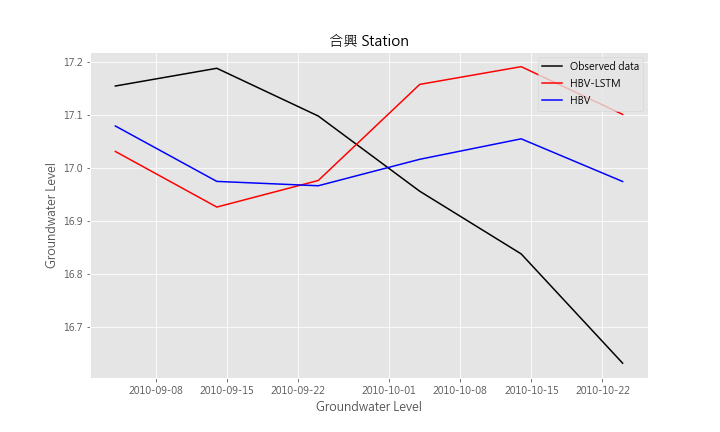 合興 Station
Observed data
HBV-LSTM
HBV
Groundwater Level
17.2
17.1
17.0
16.9
16.8
16.7
2010-09-08 2010-09-15 2010-09-22 2010-10-01 2010-10-08 2010-10-15 2010-10-22
Groundwater Level